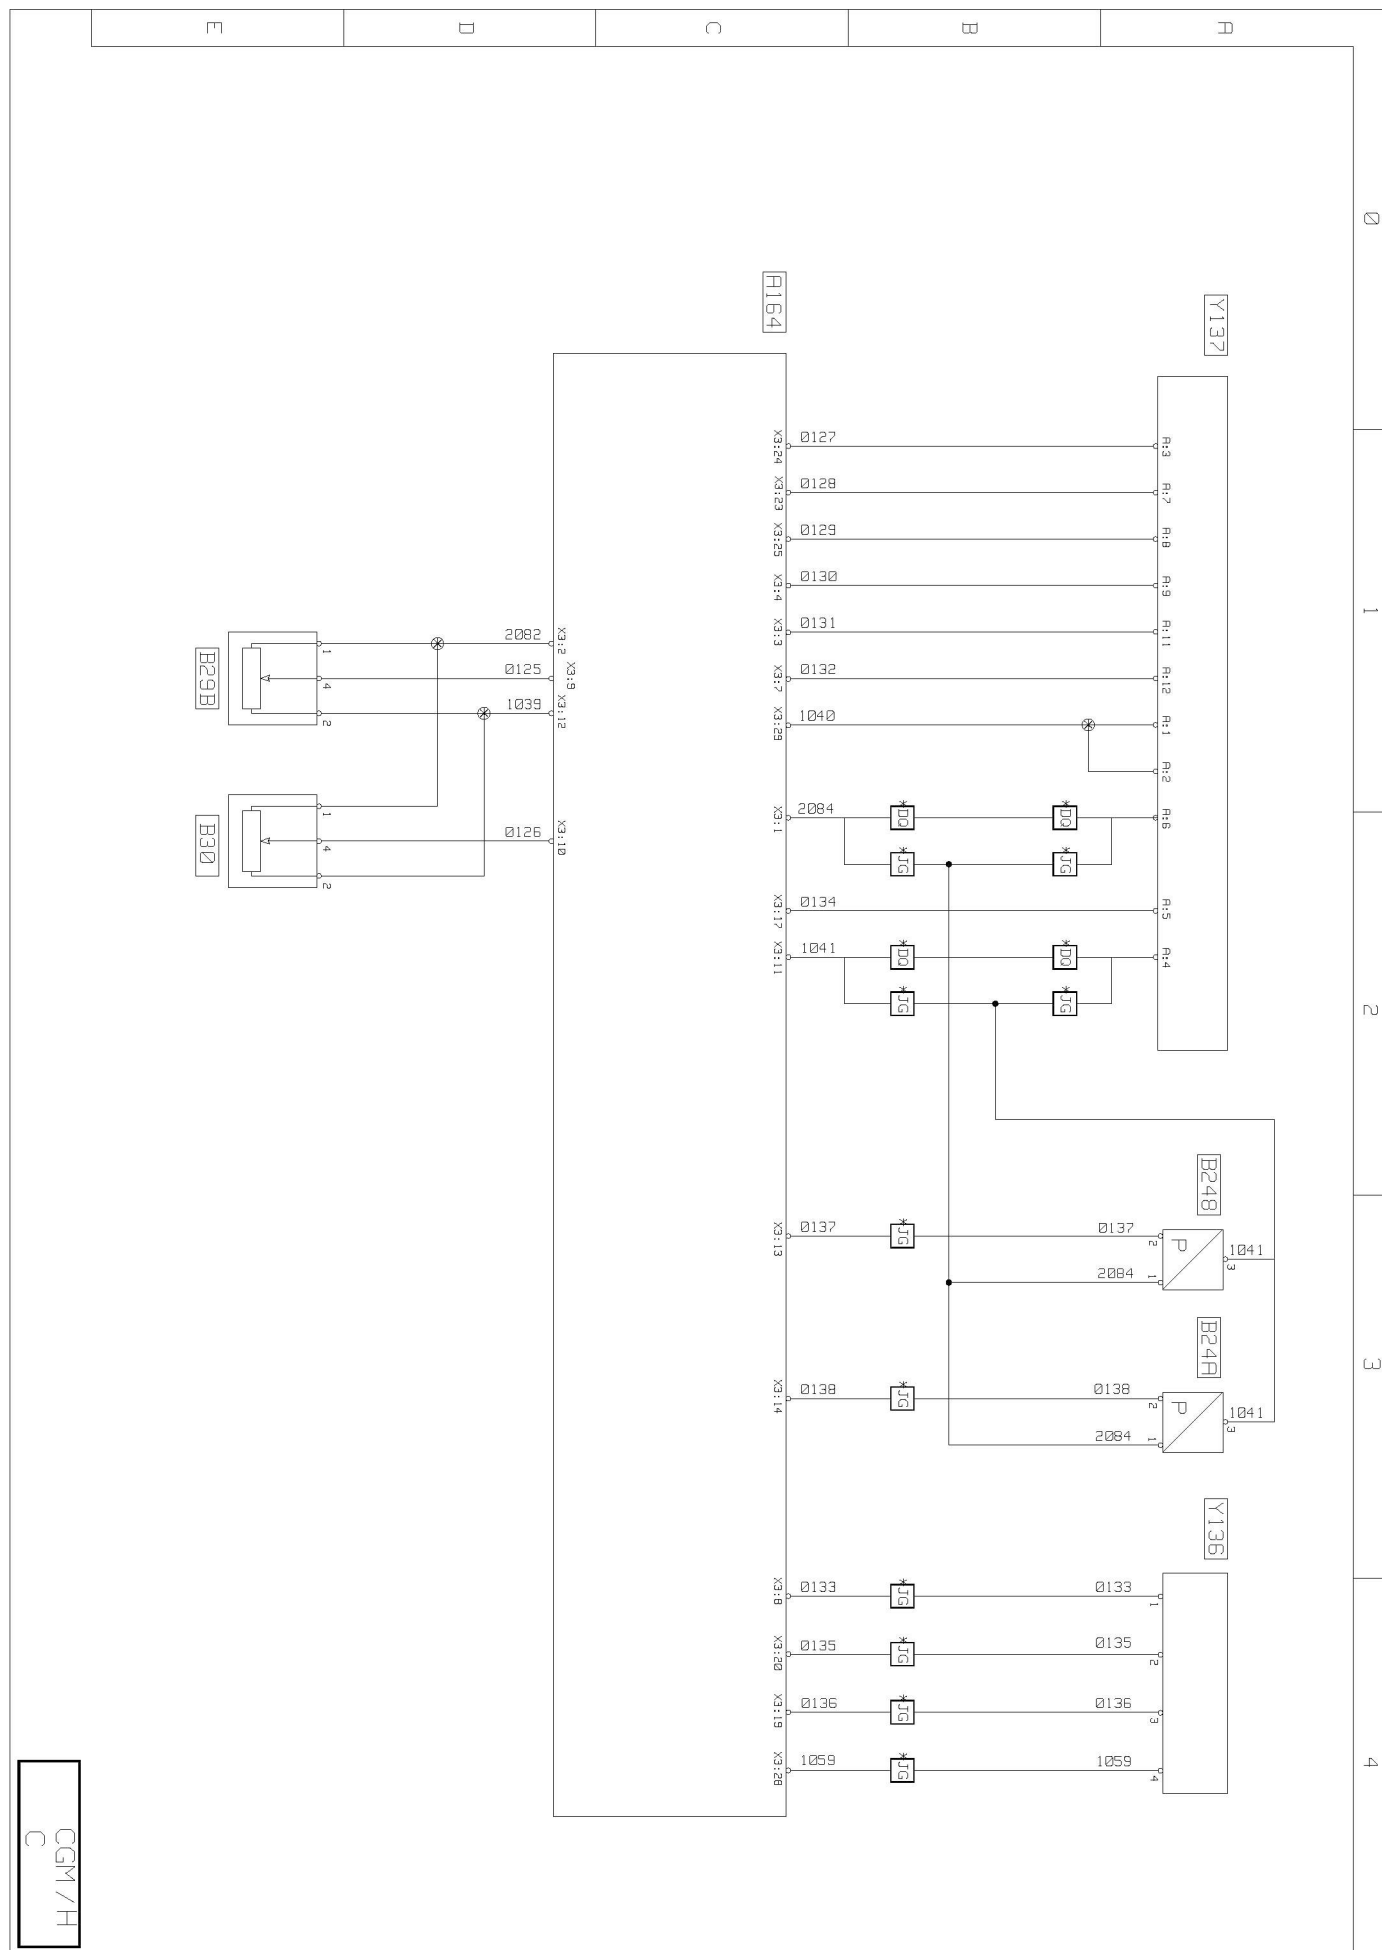 E D C B A
0
A164
Y137
X3:24 0127 A:3
1
X3:23 0128 A:7
X3:25 0129 A:8
X3:4 0130 A:9
X3:3 0131 A:11
X3:7 0132 A:12
X3:29 1040 A:1
A:2
B29B
1 2082 X3:2
4 0125 X3:9
2 1039 X3:12
B30
1
4 0126 X3:10
2
X3:1 2084 *DQ *DQ A:6
*JG *JG
X3:17 0134 A:5
X3:11 1041 *DQ *DQ A:4
*JG *JG
2
B248
X3:13 0137 *JG 0137 2 P 1041 3
2084 1
B24A
3
X3:14 0138 *JG 0138 2 P 1041 3
2084 1
Y136
X3:8 0133 *JG 0133 1
X3:20 0135 *JG 0135 2
X3:19 0136 *JG 0136 3
X3:28 1059 *JG 1059 4
4
CGM/H
C